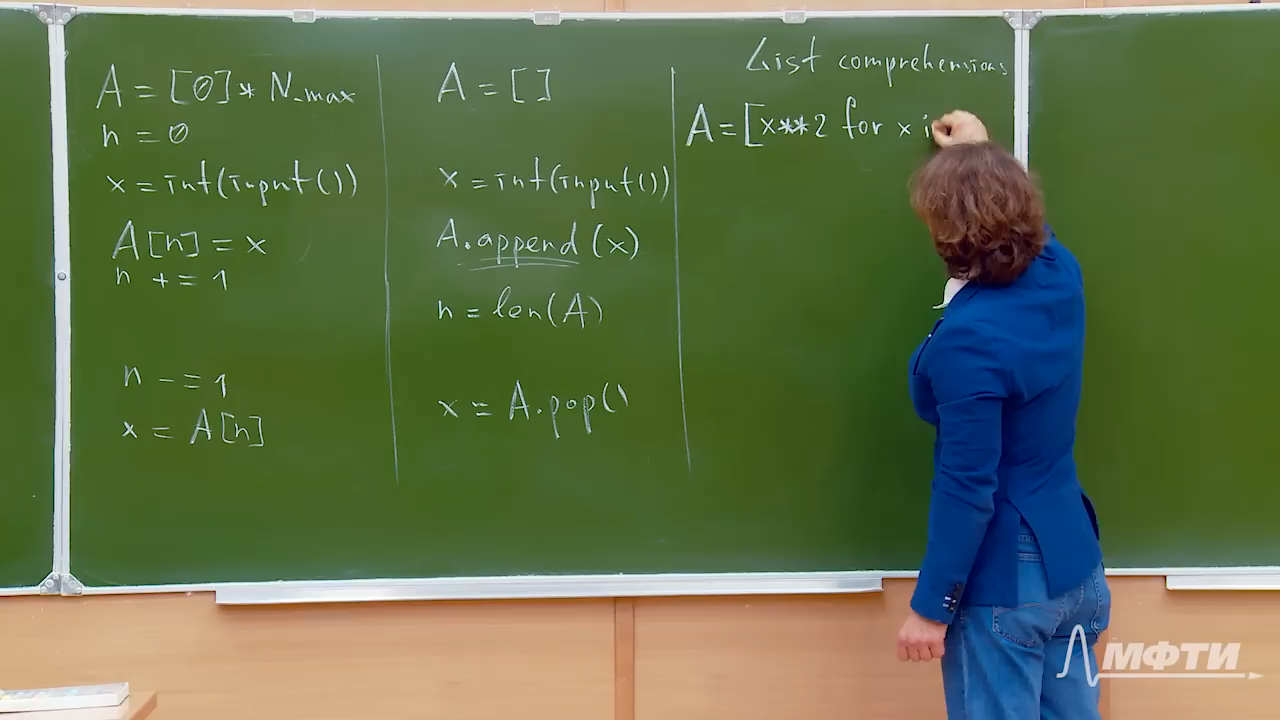 A = [0] * N_max
n = 0
x = int(input())
A[n] = x
n += 1
n -= 1
x = A[n]
A = []
x = int(input())
A.append(x)
n = len(A)
x = A.pop()
List comprehensions
A = [x**2 for x i
МФТИ